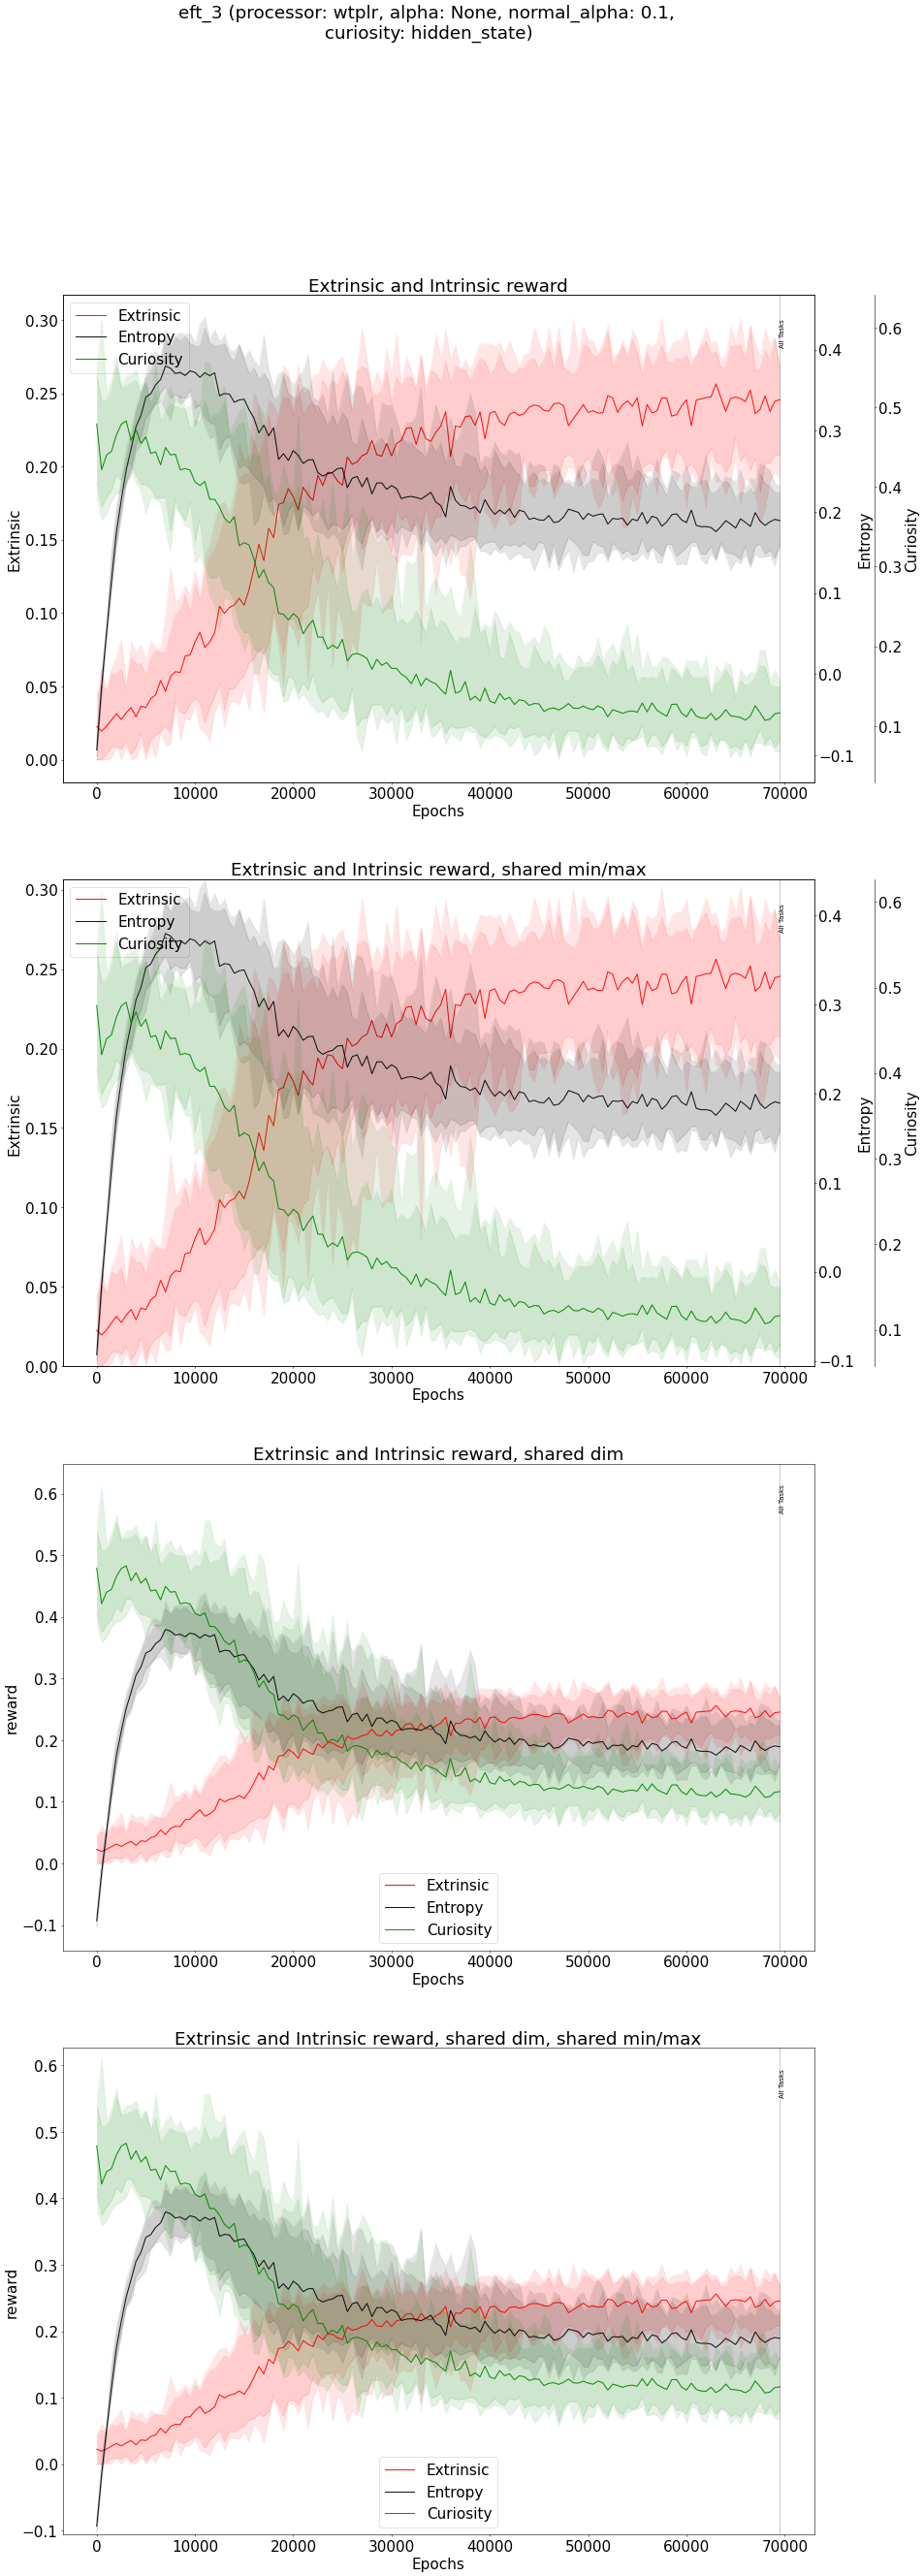 eft_3 (processor: wtplr, alpha: None, normal_alpha: 0.1,
curiosity: hidden_state)
Extrinsic and Intrinsic reward
Extrinsic
Entropy
Curiosity
All Tasks
0.30
0.25
0.20
0.15
0.10
0.05
0.00
Extrinsic
0.4
0.3
0.2
0.1
0.0
−0.1
Entropy
0.6
0.5
0.4
0.3
0.2
0.1
Curiosity
0 10000 20000 30000 40000 50000 60000 70000
Epochs
Extrinsic and Intrinsic reward, shared min/max
Extrinsic
Entropy
Curiosity
All Tasks
0.30
0.25
0.20
0.15
0.10
0.05
0.00
Extrinsic
0.4
0.3
0.2
0.1
0.0
−0.1
Entropy
0.6
0.5
0.4
0.3
0.2
0.1
Curiosity
0 10000 20000 30000 40000 50000 60000 70000
Epochs
Extrinsic and Intrinsic reward, shared dim
All Tasks
0.6
0.5
0.4
0.3
0.2
0.1
0.0
−0.1
reward
Extrinsic
Entropy
Curiosity
0 10000 20000 30000 40000 50000 60000 70000
Epochs
Extrinsic and Intrinsic reward, shared dim, shared min/max
All Tasks
0.6
0.5
0.4
0.3
0.2
0.1
0.0
−0.1
reward
Extrinsic
Entropy
Curiosity
0 10000 20000 30000 40000 50000 60000 70000
Epochs